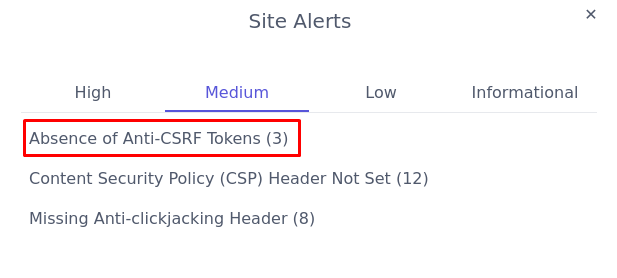 Site Alerts
×
High Medium Low Informational
Absence of Anti-CSRF Tokens (3)
Content Security Policy (CSP) Header Not Set (12)
Missing Anti-clickjacking Header (8)